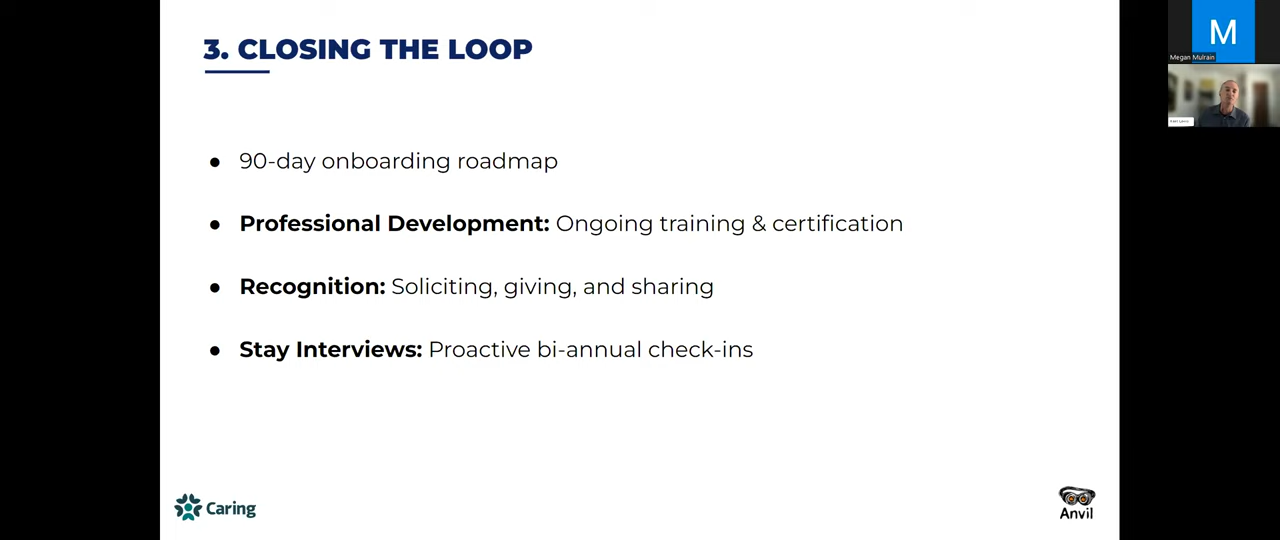 3. CLOSING THE LOOP
M
Megan Mulrain
● 90-day onboarding roadmap
● Professional Development: Ongoing training & certification
● Recognition: Soliciting, giving, and sharing
● Stay Interviews: Proactive bi-annual check-ins
Caring
Anvil